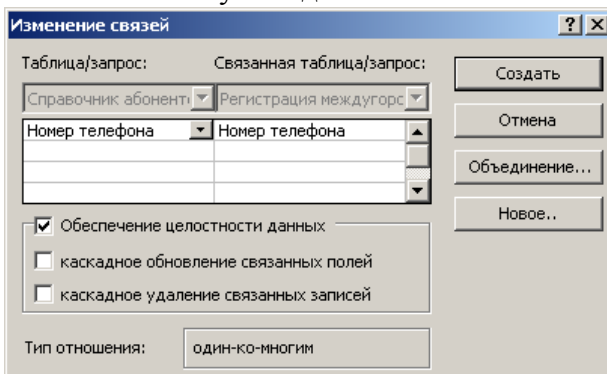 Изменение связей
Таблица/запрос: Связанная таблица/запрос:
Справочник абоненти Регистрация междугорс
Номер телефона Номер телефона
Обеспечение целостности данных
каскадное обновление связанных полей
каскадное удаление связанных записей
Тип отношения: один-ко-многим
Создать
Отмена
Объединение...
Новое..